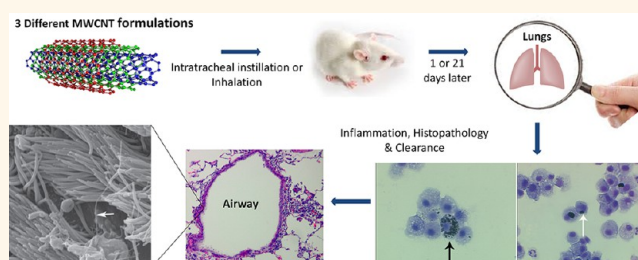 3 Different MWCNT formulations
Intratracheal instillation or
Inhalation
1 or 21
days later
Lungs
Inflammation, Histopathology
& Clearance
Airway